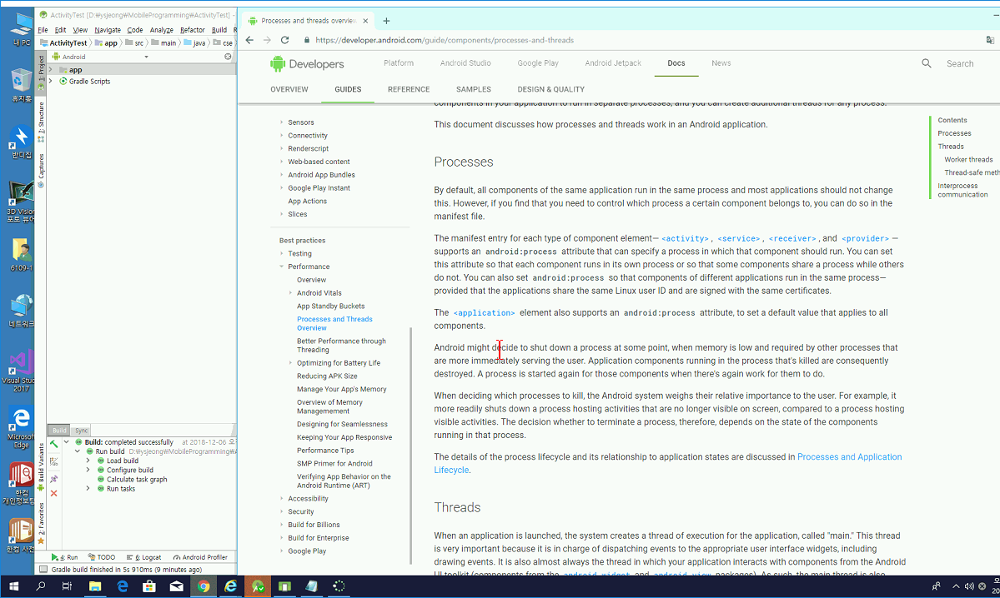 내 PC
휴지통
반디집
3D Vision
포토 뷰어
6109-1
네트워크
Visual Stud
2017
Microsoft
Edge
한컴
개인정보탐
한컴 사전
ActivityTest [D:\ysjeong\MobileProgramming\ActivityTest] -
File Edit View Navigate Code Analyze Refactor Build
ActivityTest app src main java cse
Android
app
Gradle Scripts
1: Project
7: Structure
Captures
Build Variants
2: Favorites
Build Sync
Build: completed successfully at 2018-12-06
Run build D:\ysjeong\MobileProgramming\A
Load build
Configure build
Calculate task graph
Run tasks
4: Run TODO 6: Logcat Android Profiler
Gradle build finished in 5s 910ms (9 minutes ago)
Processes and threads overview
https://developer.android.com/guide/components/processes-and-threads
Developers Platform Android Studio Google Play Android Jetpack Docs News Search
OVERVIEW GUIDES REFERENCE SAMPLES DESIGN & QUALITY
Sensors
Connectivity
Renderscript
Web-based content
Android App Bundles
Google Play Instant
App Actions
Slices
Best practices
Testing
Performance
Overview
Android Vitals
App Standby Buckets
Processes and Threads
Overview
Better Performance through
Threading
Optimizing for Battery Life
Reducing APK Size
Manage Your App's Memory
Overview of Memory
Managemement
Designing for Seamlessness
Keeping Your App Responsive
Performance Tips
SMP Primer for Android
Verifying App Behavior on the
Android Runtime (ART)
Accessibility
Security
Build for Billions
Build for Enterprise
Google Play
components in your application to run in separate processes, and you can create additional threads for any process.
This document discusses how processes and threads work in an Android application.
Processes
By default, all components of the same application run in the same process and most applications should not change
this. However, if you find that you need to control which process a certain component belongs to, you can do so in the
manifest file.
The manifest entry for each type of component element— <activity>, <service>, <receiver>, and <provider> —
supports an android:process attribute that can specify a process in which that component should run. You can set
this attribute so that each component runs in its own process or so that some components share a process while others
do not. You can also set android:process so that components of different applications run in the same process—
provided that the applications share the same Linux user ID and are signed with the same certificates.
The <application> element also supports an android:process attribute, to set a default value that applies to all
components.
Android might decide to shut down a process at some point, when memory is low and required by other processes that
are more immediately serving the user. Application components running in the process that's killed are consequently
destroyed. A process is started again for those components when there's again work for them to do.
When deciding which processes to kill, the Android system weighs their relative importance to the user. For example, it
more readily shuts down a process hosting activities that are no longer visible on screen, compared to a process hosting
visible activities. The decision whether to terminate a process, therefore, depends on the state of the components
running in that process.
The details of the process lifecycle and its relationship to application states are discussed in Processes and Application
Lifecycle.
Threads
When an application is launched, the system creates a thread of execution for the application, called "main." This thread
is very important because it is in charge of dispatching events to the appropriate user interface widgets, including
drawing events. It is also almost always the thread in which your application interacts with components from the Android
UI toolkit (components from the android.widget and android.view packages). As such, the main thread is also
Contents
Processes
Threads
Worker threads
Thread-safe meth
Interprocess
communication